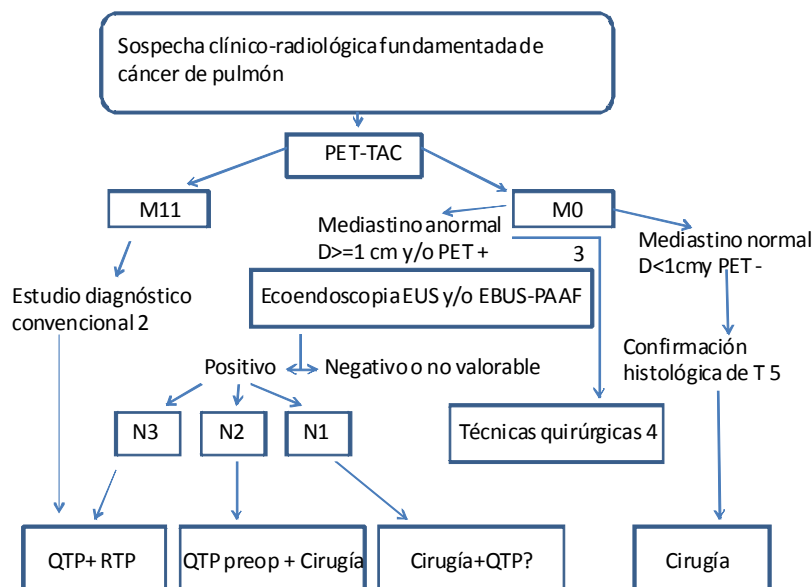 Sospecha clínico-radiológica fundamentada de
cáncer de pulmón
PET-TAC
M11
M0
Mediastino anormal
D>=1 cm y/o PET +
3
Mediastino normal
D<1cm y PET -
Estudio diagnóstico
convencional 2
Ecoendoscopia EUS y/o EBUS-PAAF
Positivo
Negativo o no valorable
Confirmación
histológica de T 5
N3
N2
N1
Técnicas quirúrgicas 4
QTP+ RTP
QTP preop + Cirugía
Cirugía+QTP?
Cirugía